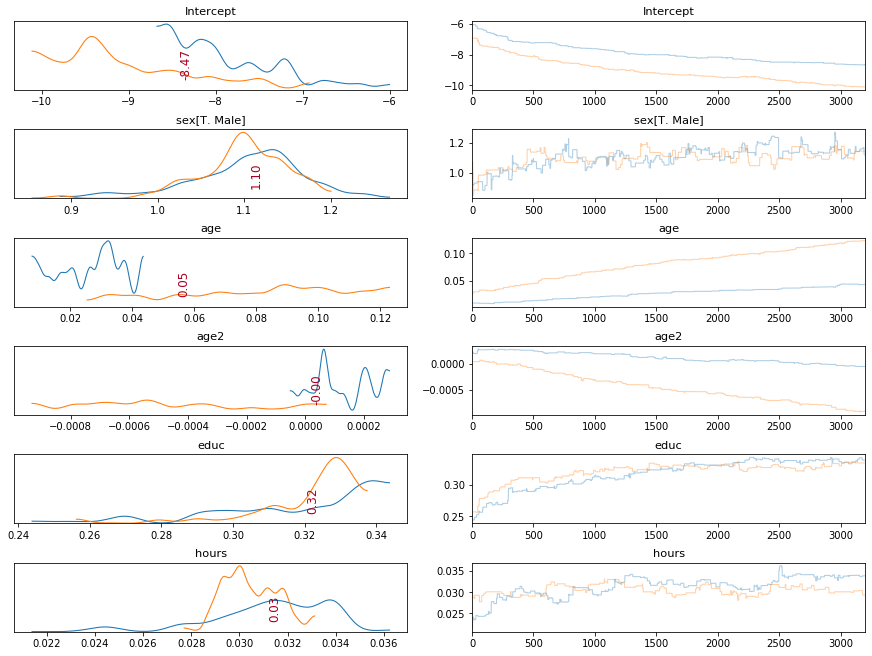 Intercept Intercept
-8.47
−10 −9 −8 −7 −6
−6
−8
−10
0 500 1000 1500 2000 2500 3000
sex[T. Male] sex[T. Male]
1.10
0.9 1.0 1.1 1.2
1.2
1.0
0 500 1000 1500 2000 2500 3000
age age
0.05
0.02 0.04 0.06 0.08 0.10 0.12
0.10
0.05
0 500 1000 1500 2000 2500 3000
age2 age2
-0.00
−0.0008 −0.0006 −0.0004 −0.0002 0.0000 0.0002
0.0000
−0.0005
0 500 1000 1500 2000 2500 3000
educ educ
0.32
0.24 0.26 0.28 0.30 0.32 0.34
0.30
0.25
0 500 1000 1500 2000 2500 3000
hours hours
0.03
0.022 0.024 0.026 0.028 0.030 0.032 0.034 0.036
0.035
0.030
0.025
0 500 1000 1500 2000 2500 3000